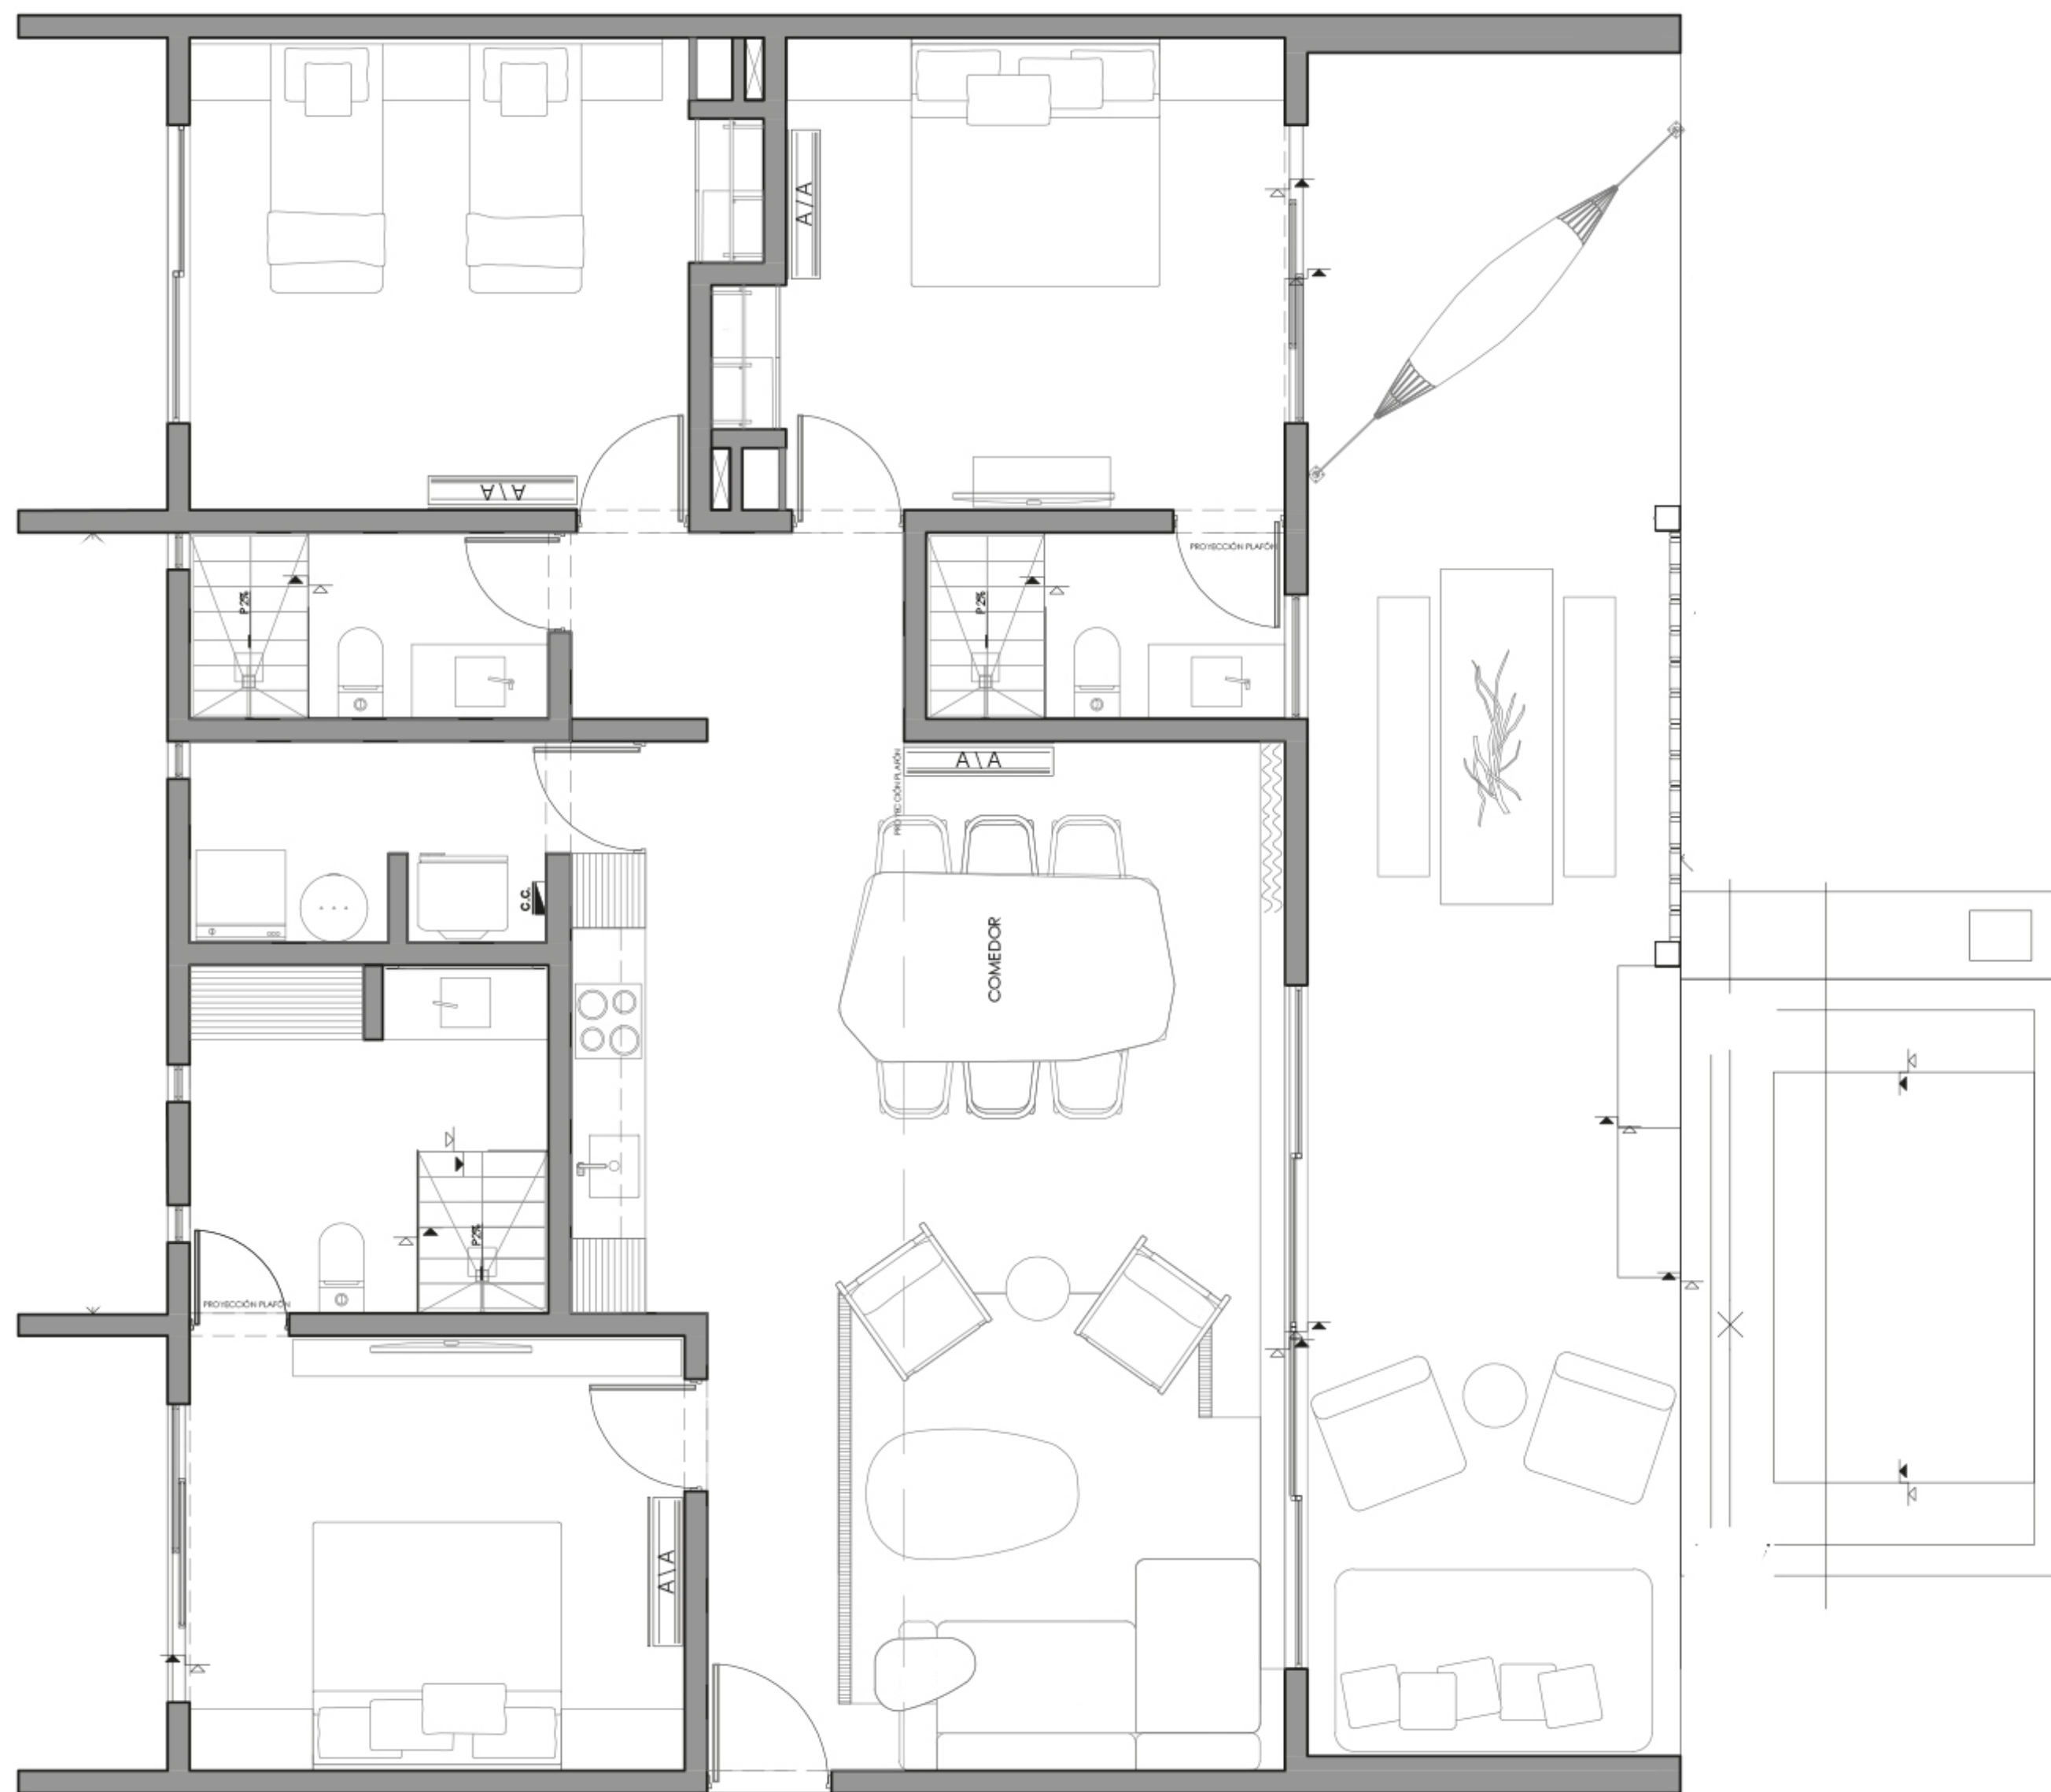 A/A
A/A
PROYECCIÓN PLAFÓN
P 2%
P 2%
PROYECCIÓN PLAFÓN
A\A
C.C.
COMEDOR
P 2%
PROYECCIÓN PLAFÓN
A/A